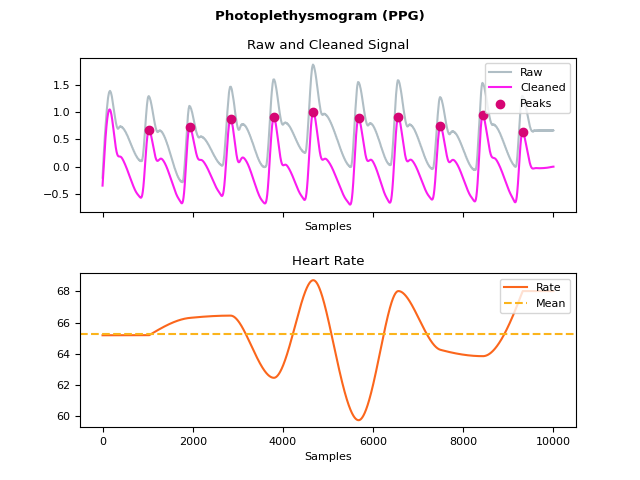 Photoplethysmogram (PPG)
Raw and Cleaned Signal
Raw
Cleaned
Peaks
1.5
1.0
0.5
0.0
−0.5
Samples
Heart Rate
Rate
Mean
68
66
64
62
60
0 2000 4000 6000 8000 10000
Samples